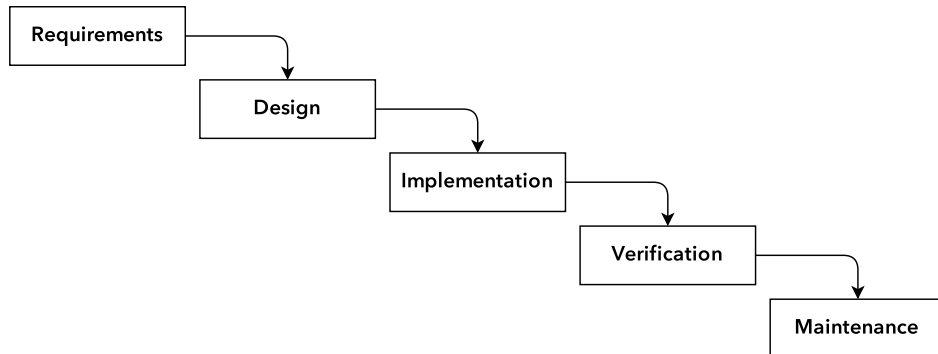 Requirements
Design
Implementation
Verification
Maintenance